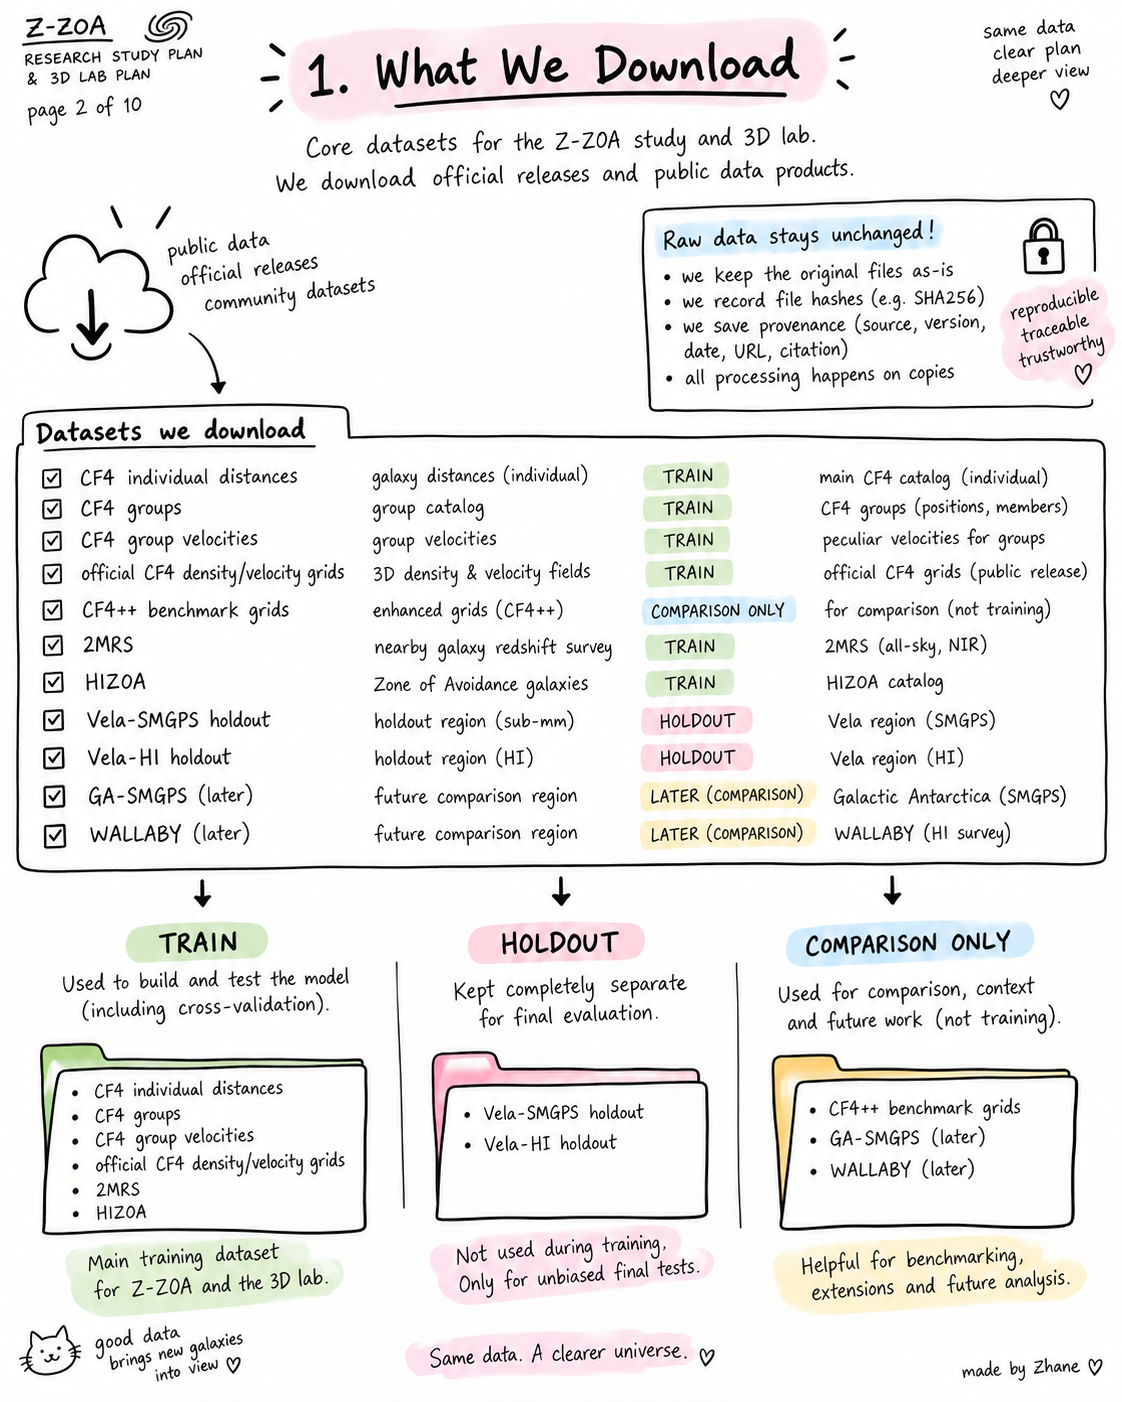 Z-ZOA
RESEARCH STUDY PLAN
& 3D LAB PLAN
page 2 of 10
1. What We Download
same data
clear plan
deeper view
Core datasets for the Z-ZOA study and 3D lab.
We download official releases and public data products.
public data
official releases
community datasets
Raw data stays unchanged!
• we keep the original files as-is
• we record file hashes (e.g. SHA256)
• we save provenance (source, version,
date, URL, citation)
• all processing happens on copies
reproducible
traceable
trustworthy
Datasets we download
CF4 individual distances galaxy distances (individual) TRAIN main CF4 catalog (individual)
CF4 groups group catalog TRAIN CF4 groups (positions, members)
CF4 group velocities group velocities TRAIN peculiar velocities for groups
official CF4 density/velocity grids 3D density & velocity fields TRAIN official CF4 grids (public release)
CF4++ benchmark grids enhanced grids (CF4++) COMPARISON ONLY for comparison (not training)
2MRS nearby galaxy redshift survey TRAIN 2MRS (all-sky, NIR)
HIZOA Zone of Avoidance galaxies TRAIN HIZOA catalog
Vela-SMGPS holdout holdout region (sub-mm) HOLDOUT Vela region (SMGPS)
Vela-HI holdout holdout region (HI) HOLDOUT Vela region (HI)
GA-SMGPS (later) future comparison region LATER (COMPARISON) Galactic Antarctica (SMGPS)
WALLABY (later) future comparison region LATER (COMPARISON) WALLABY (HI survey)
TRAIN
Used to build and test the model
(including cross-validation).
• CF4 individual distances
• CF4 groups
• CF4 group velocities
• official CF4 density/velocity grids
• 2MRS
• HIZOA
Main training dataset
for Z-ZOA and the 3D lab.
HOLDOUT
Kept completely separate
for final evaluation.
• Vela-SMGPS holdout
• Vela-HI holdout
Not used during training,
Only for unbiased final tests.
COMPARISON ONLY
Used for comparison, context
and future work (not training).
• CF4++ benchmark grids
• GA-SMGPS (later)
• WALLABY (later)
Helpful for benchmarking,
extensions and future analysis.
good data
brings new galaxies
into view
Same data. A clearer universe.
made by Zhane